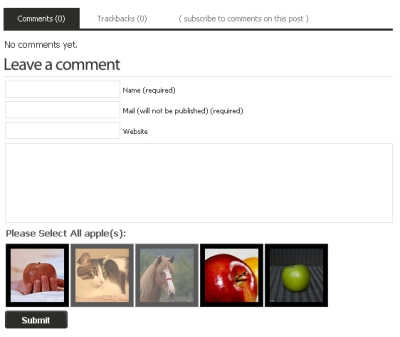 Comments (0) Trackbacks (0) ( subscribe to comments on this post )
No comments yet.
Leave a comment
Name (required)
Mail (will not be published) (required)
Website
Please Select All apple(s):
Submit